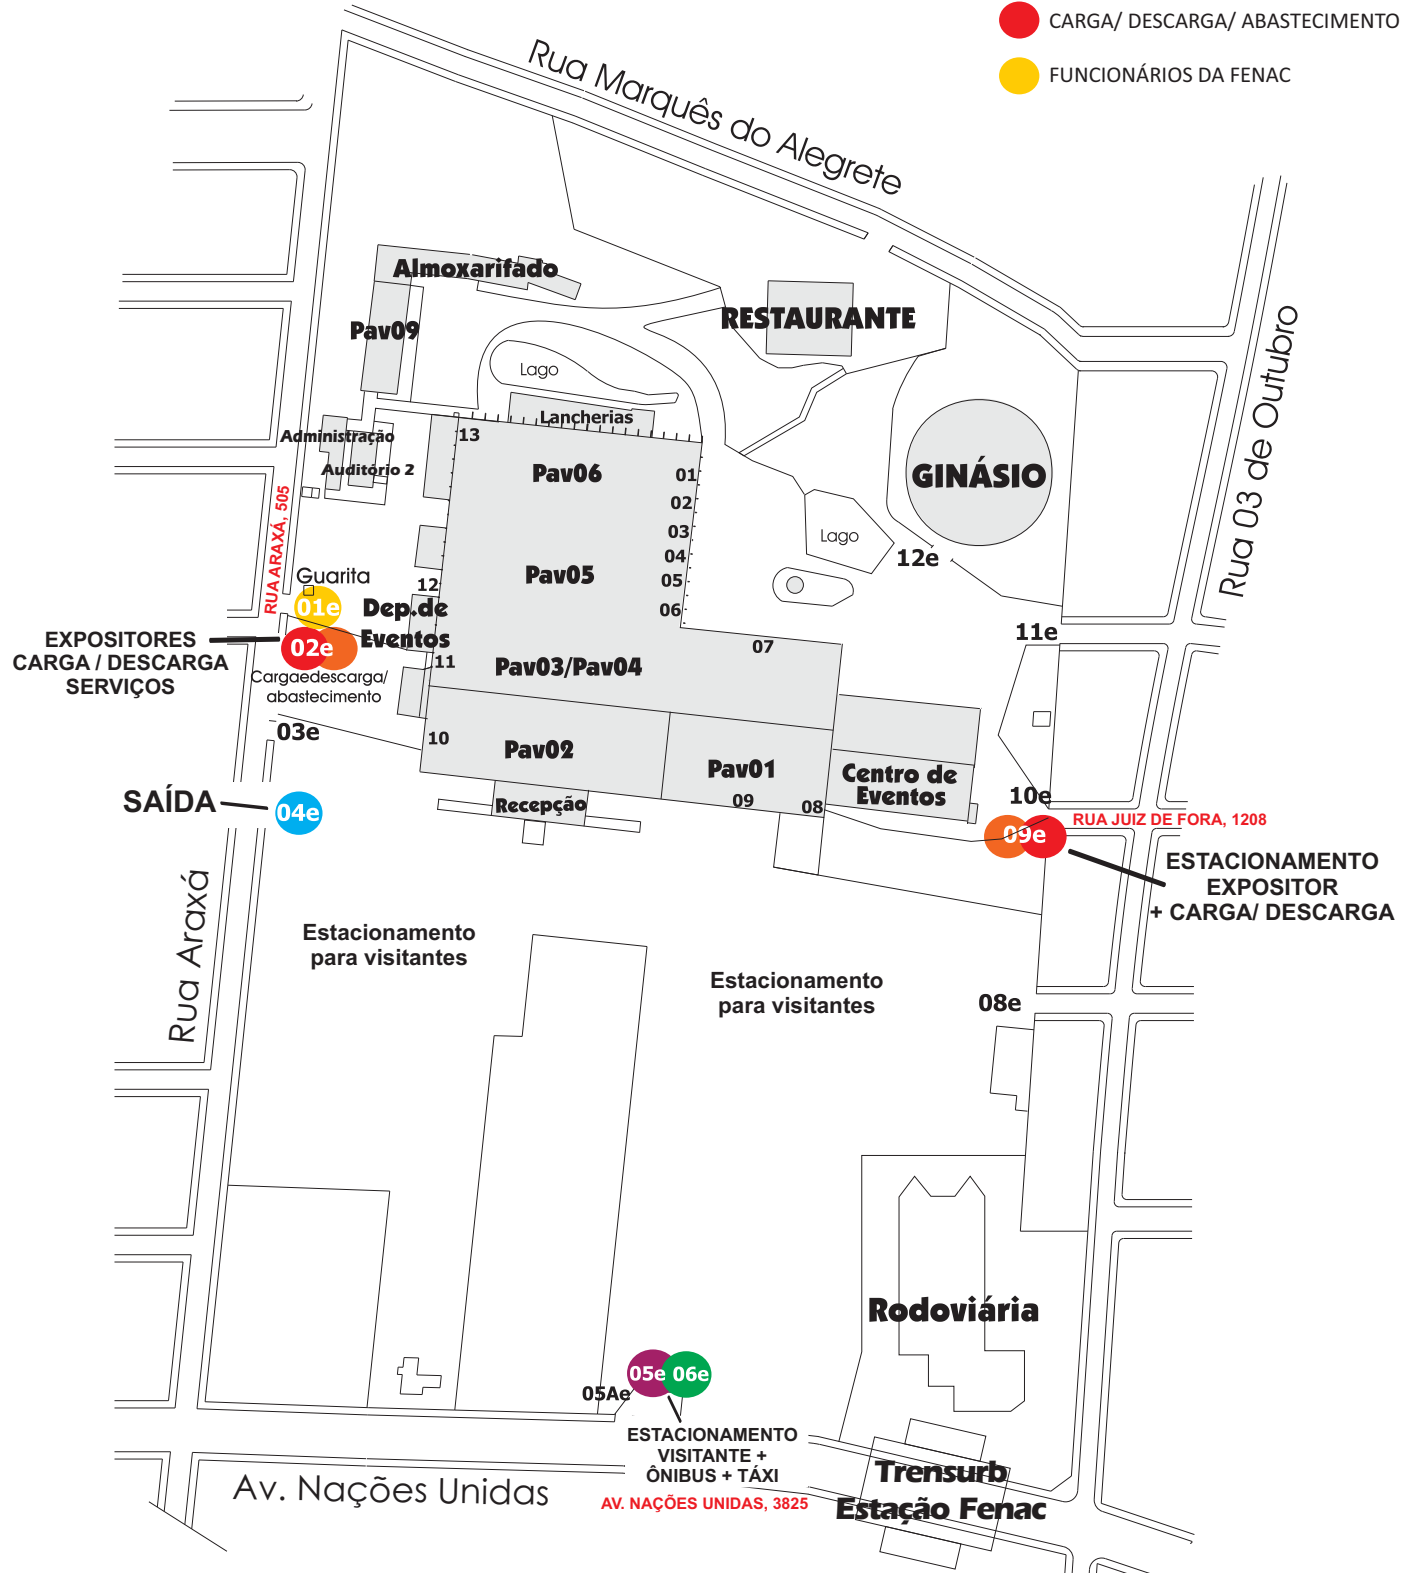 CARGA/ DESCARGA/ ABASTECIMENTO
FUNCIONÁRIOS DA FENAC
Rua Marquês do Alegrete
Almoxarifado
Pav09
RESTAURANTE
Lago
Lancherias
Rua 03 de Outubro
Administração
Auditório 2
13
Pav06
01
02
03
04
05
06
GINÁSIO
Lago
12e
RUA ARAXÁ, 505
Guarita
01e
12
Pav05
Dep.de
Eventos
EXPOSITORES
CARGA / DESCARGA
SERVIÇOS
02e
Cargaedescarga/
abastecimento
11
Pav03/Pav04
07
11e
03e
10
Pav02
Pav01
09
08
Centro de
Eventos
10e
Recepção
SAÍDA
04e
09e
RUA JUIZ DE FORA, 1208
ESTACIONAMENTO
EXPOSITOR
+ CARGA/ DESCARGA
Rua Araxá
Estacionamento
para visitantes
Estacionamento
para visitantes
08e
Rodoviária
05Ae
05e
06e
ESTACIONAMENTO
VISITANTE +
ÔNIBUS + TÁXI
AV. NAÇÕES UNIDAS, 3825
Av. Nações Unidas
Trensurb
Estação Fenac